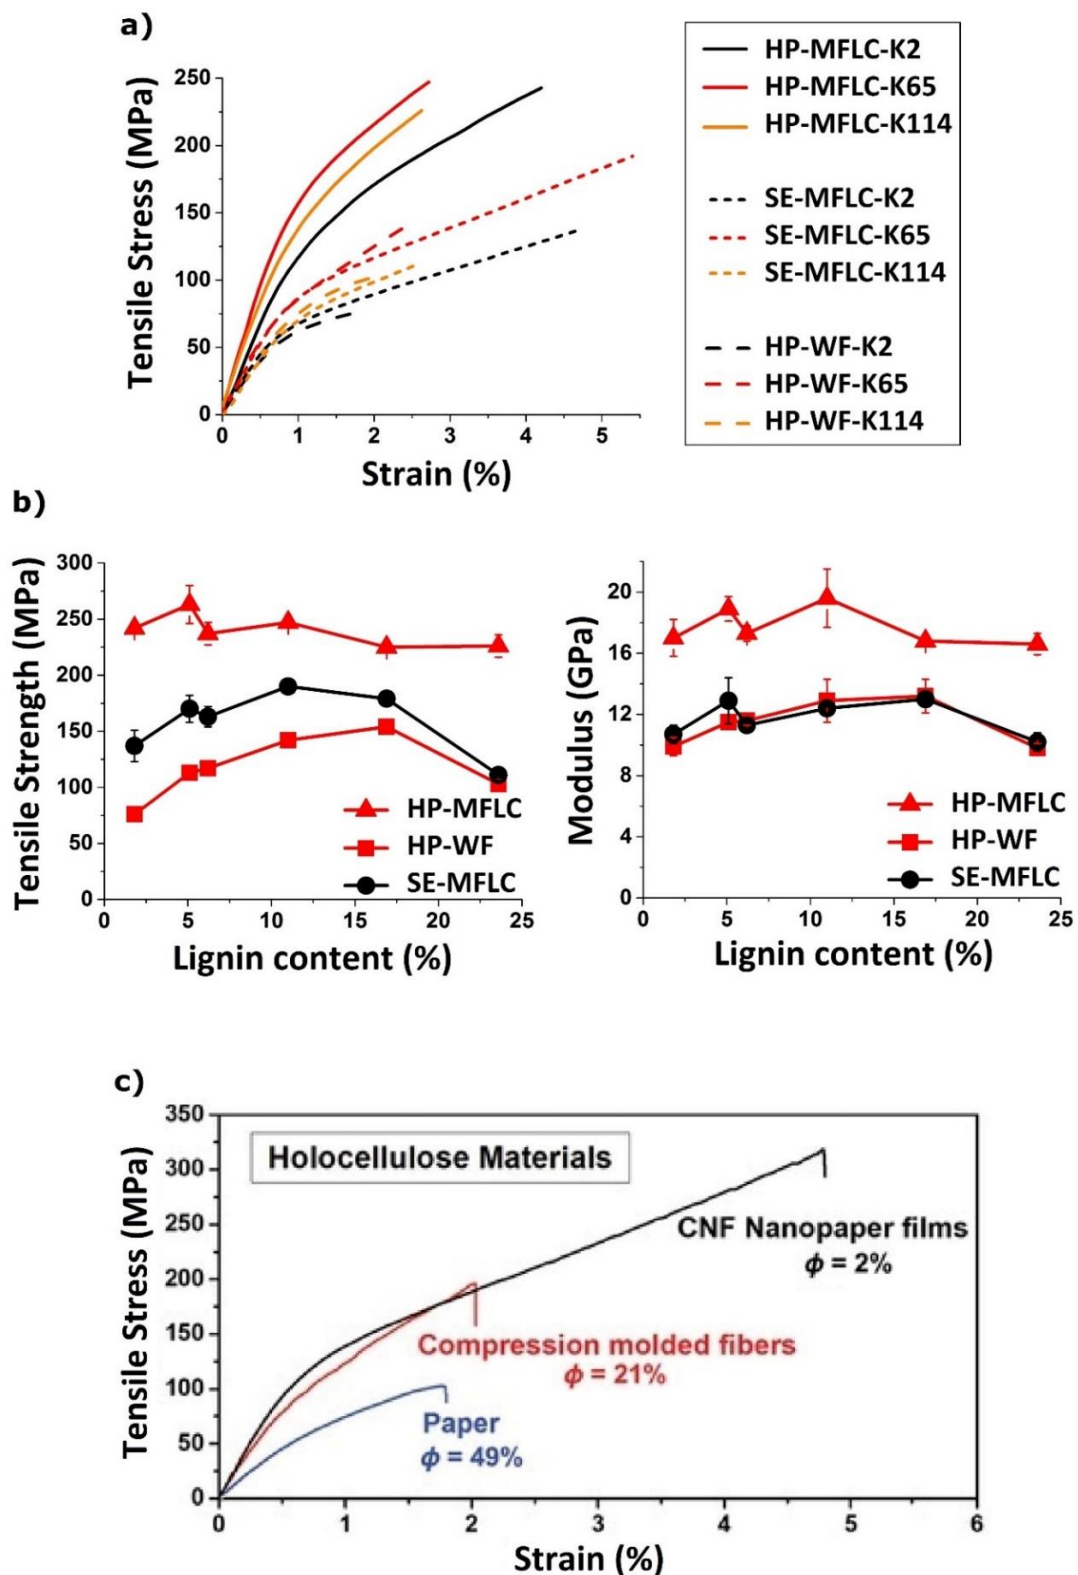 a)
Tensile Stress (MPa)
250
200
150
100
50
0
0 1 2 3 4 5
Strain (%)
HP-MFLC-K2
HP-MFLC-K65
HP-MFLC-K114
SE-MFLC-K2
SE-MFLC-K65
SE-MFLC-K114
HP-WF-K2
HP-WF-K65
HP-WF-K114
b)
Tensile Strength (MPa)
300
250
200
150
100
50
0
0 5 10 15 20 25
Lignin content (%)
HP-MFLC
HP-WF
SE-MFLC
Modulus (GPa)
20
16
12
8
4
0
0 5 10 15 20 25
Lignin content (%)
HP-MFLC
HP-WF
SE-MFLC
c)
Tensile Stress (MPa)
350
300
250
200
150
100
50
0
0 1 2 3 4 5 6
Strain (%)
Holocellulose Materials
CNF Nanopaper films
ϕ = 2%
Compression molded fibers
ϕ = 21%
Paper
ϕ = 49%